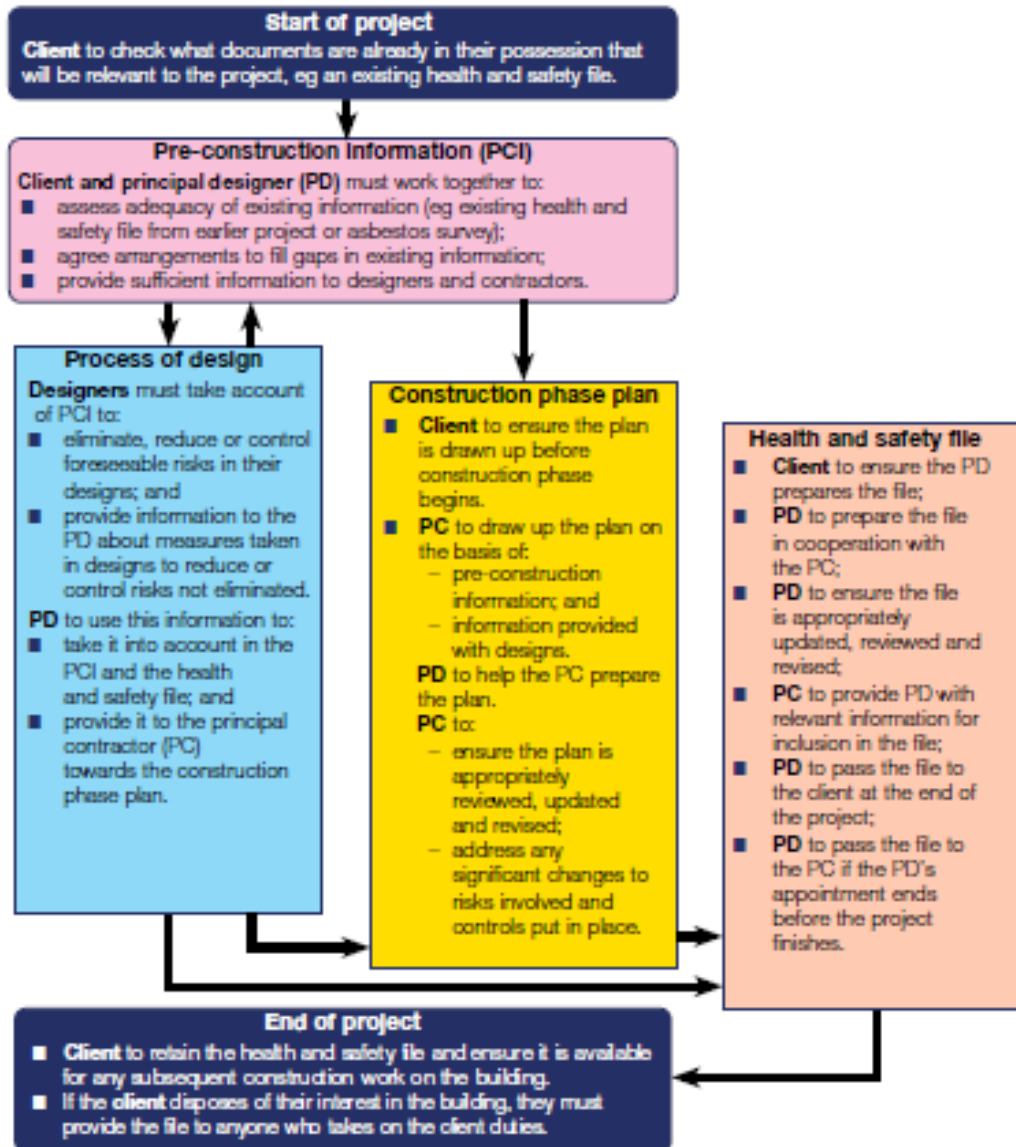 Start of project
Client to check what documents are already in their possession that
will be relevant to the project, eg an existing health and safety file.
Pre-construction information (PCI)
Client and principal designer (PD) must work together to:
■ assess adequacy of existing information (eg existing health and
safety file from earlier project or asbestos survey);
■ agree arrangements to fill gaps in existing information;
■ provide sufficient information to designers and contractors.
Process of design
Designers must take account
of PCI to:
■ eliminate, reduce or control
foreseeable risks in their
designs; and
■ provide information to the
PD about measures taken
in designs to reduce or
control risks not eliminated.
PD to use this information to:
■ take it into account in the
PCI and the health
and safety file; and
■ provide it to the principal
contractor (PC)
towards the construction
phase plan.
Construction phase plan
■ Client to ensure the plan
is drawn up before
construction phase
begins.
■ PC to draw up the plan on
the basis of:
– pre-construction
information; and
– information provided
with designs.
PD to help the PC prepare
the plan.
PC to:
– ensure the plan is
appropriately
reviewed, updated
and revised;
– address any
significant changes to
risks involved and
controls put in place.
Health and safety file
■ Client to ensure the PD
prepares the file;
■ PD to prepare the file
in cooperation with
the PC;
■ PD to ensure the file
is appropriately
updated, reviewed and
revised;
■ PC to provide PD with
relevant information for
inclusion in the file;
■ PD to pass the file to
the client at the end of
the project;
■ PD to pass the file to
the PC if the PD's
appointment ends
before the project
finishes.
End of project
■ Client to retain the health and safety file and ensure it is available
for any subsequent construction work on the building.
■ If the client disposes of their interest in the building, they must
provide the file to anyone who takes on the client duties.